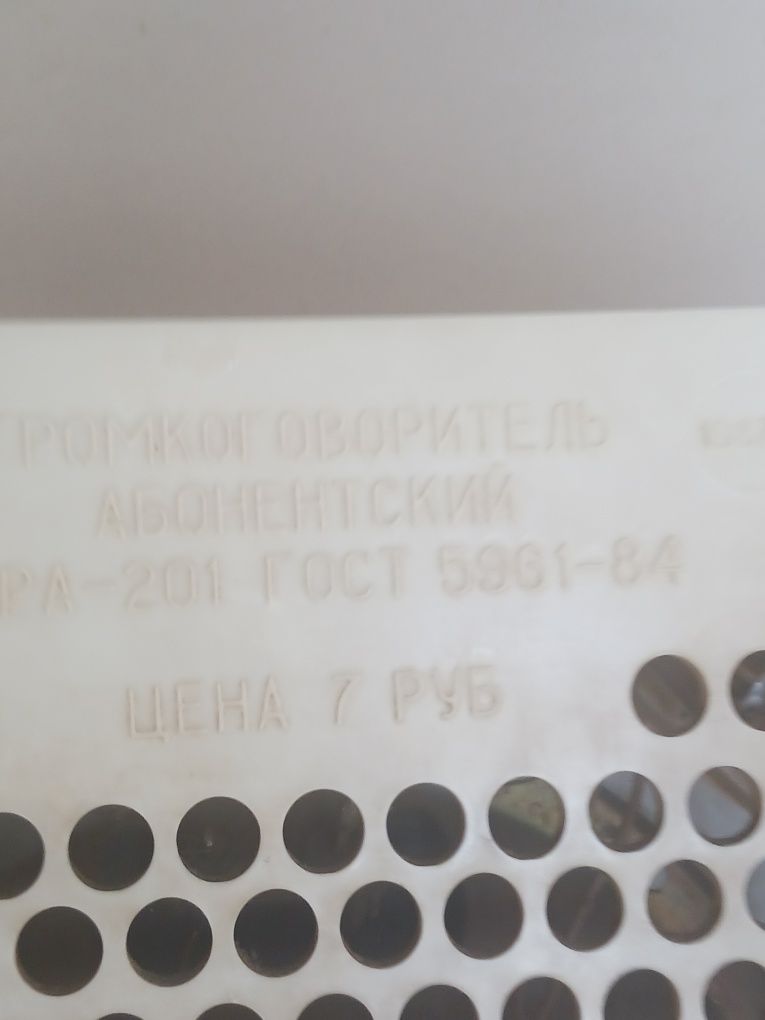 ГРОМКОГОВОРИТЕЛЬ
АБОНЕНТСКИЙ
РА-201 ГОСТ 5961-84
ЦЕНА 7 РУБ